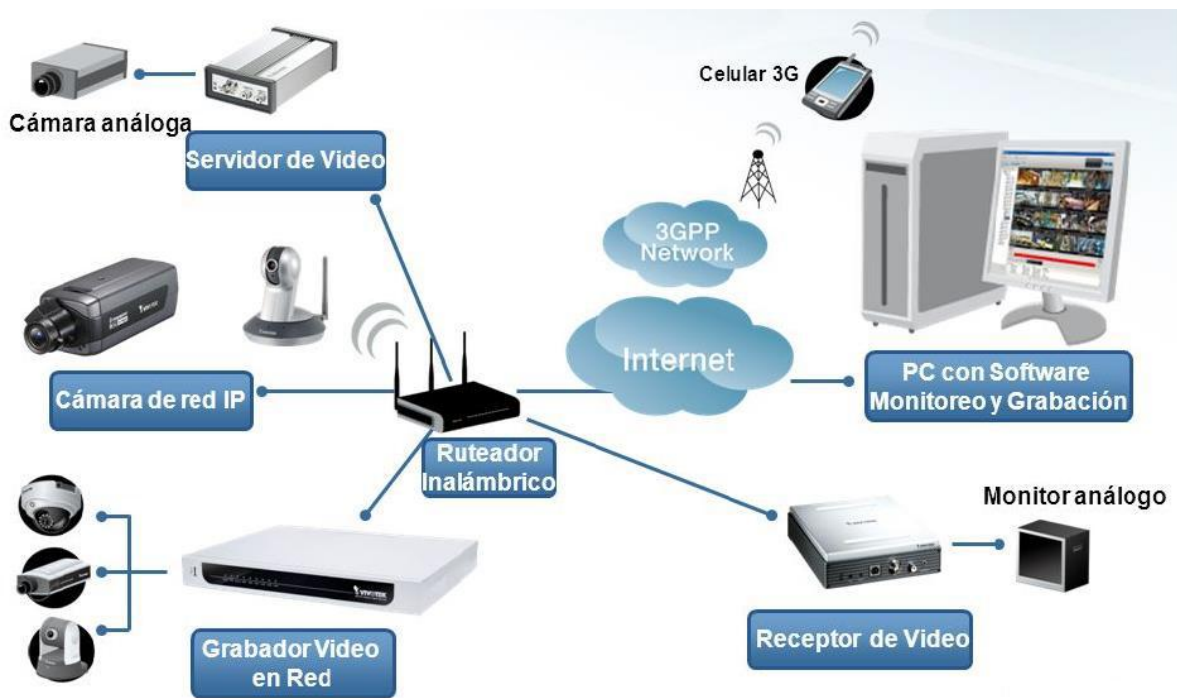 Celular 3G
Cámara análoga
Servidor de Video
3GPP
Network
Internet
Cámara de red IP
PC con Software
Monitoreo y Grabación
Ruteador
Inalámbrico
Monitor análogo
VIVOTEK
Grabador Video
en Red
Receptor de Video